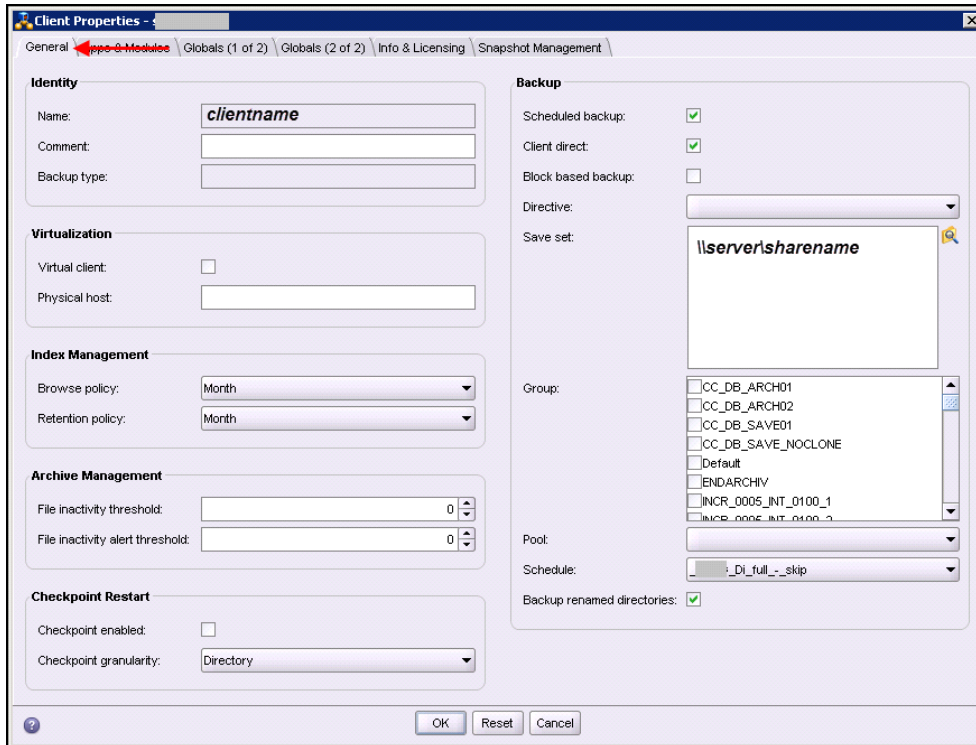 Client Properties - s
General Apps & Modules Globals (1 of 2) Globals (2 of 2) Info & Licensing Snapshot Management
Identity
Name: clientname
Comment:
Backup type:
Virtualization
Virtual client:
Physical host:
Index Management
Browse policy: Month
Retention policy: Month
Archive Management
File inactivity threshold: 0
File inactivity alert threshold: 0
Checkpoint Restart
Checkpoint enabled:
Checkpoint granularity: Directory
Backup
Scheduled backup:
Client direct:
Block based backup:
Directive:
Save set: \\server\sharename
Group:
CC_DB_ARCH01
CC_DB_ARCH02
CC_DB_SAVE01
CC_DB_SAVE_NOCLONE
Default
ENDARCHIV
INCR_0005_INT_0100_1
INCR_0005_INT_0100_2
Pool:
Schedule: _ _Di_full_-_skip
Backup renamed directories:
OK Reset Cancel